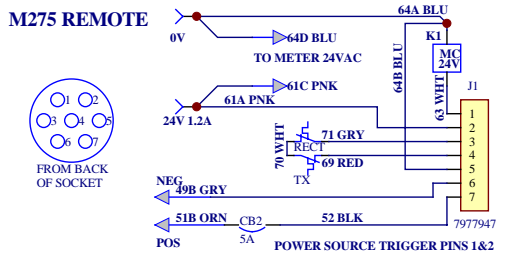 M275 REMOTE
64A BLU
0V
64D BLU
K1
TO METER 24VAC
MC
24V
64B BLU
J1
61C PNK
61A PNK
63 WHT
24V 1.2A
1
2
3
4
5
6
7
1
2
3
4
5
6
7
71 GRY
RECT
70 WHT
69 RED
TX
FROM BACK
OF SOCKET
NEG
49B GRY
51B ORN
CB2
52 BLK
5A
POS
7977947
POWER SOURCE TRIGGER PINS 1&2